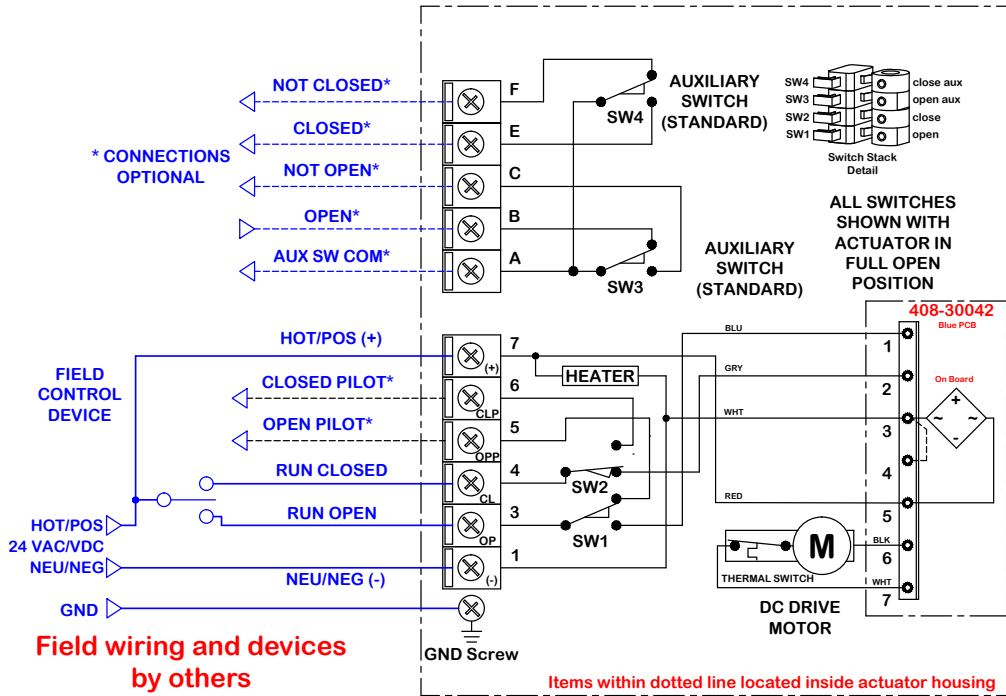 NOT CLOSED*
CLOSED*
* CONNECTIONS
OPTIONAL
NOT OPEN*
OPEN*
AUX SW COM*
F
E
C
B
A
SW4
AUXILIARY
SWITCH
(STANDARD)
SW3
AUXILIARY
SWITCH
(STANDARD)
SW4
SW3
SW2
SW1
close aux
open aux
close
open
Switch Stack
Detail
ALL SWITCHES
SHOWN WITH
ACTUATOR IN
FULL OPEN
POSITION
HOT/POS (+)
FIELD
CONTROL
DEVICE
CLOSED PILOT*
OPEN PILOT*
RUN CLOSED
RUN OPEN
HOT/POS
24 VAC/VDC
NEU/NEG
NEU/NEG (-)
GND
7
(+)
6
CLP
5
OPP
4
CL
3
OP
1
(-)
GND Screw
HEATER
SW2
SW1
BLU
GRY
WHT
RED
BLK
WHT
THERMAL SWITCH
M
DC DRIVE
MOTOR
408-30042
Blue PCB
On Board
+
~ ~
-
1
2
3
4
5
6
7
Field wiring and devices
by others
Items within dotted line located inside actuator housing